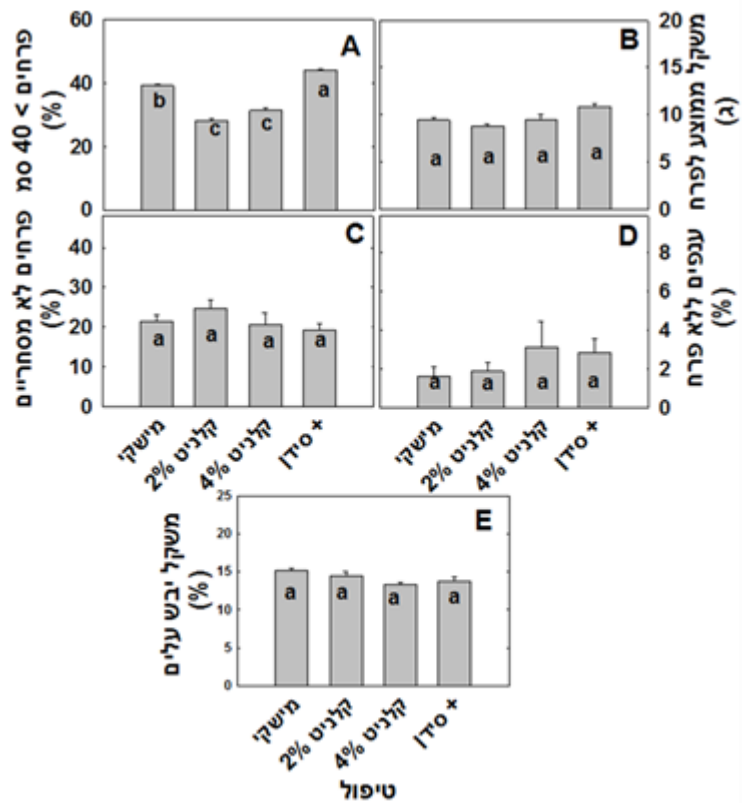 פרחים > 40 סמ
(%)
60
40
20
0
A
b
c
c
a
B
a
a
a
a
20
15
10
5
0
משקל ממוצע לפרח
(ג)
פרחים לא מסחריים
(%)
40
30
20
10
0
C
a
a
a
a
D
a
a
a
a
8
6
4
2
0
ענפים ללא פרח
(%)
מישקי
קלניט 2%
קלניט 4%
סידן +
מישקי
קלניט 2%
קלניט 4%
סידן +
משקל יבש עלים
(%)
25
20
15
10
5
0
E
a
a
a
a
מישקי
קלניט 2%
קלניט 4%
סידן +
טיפול